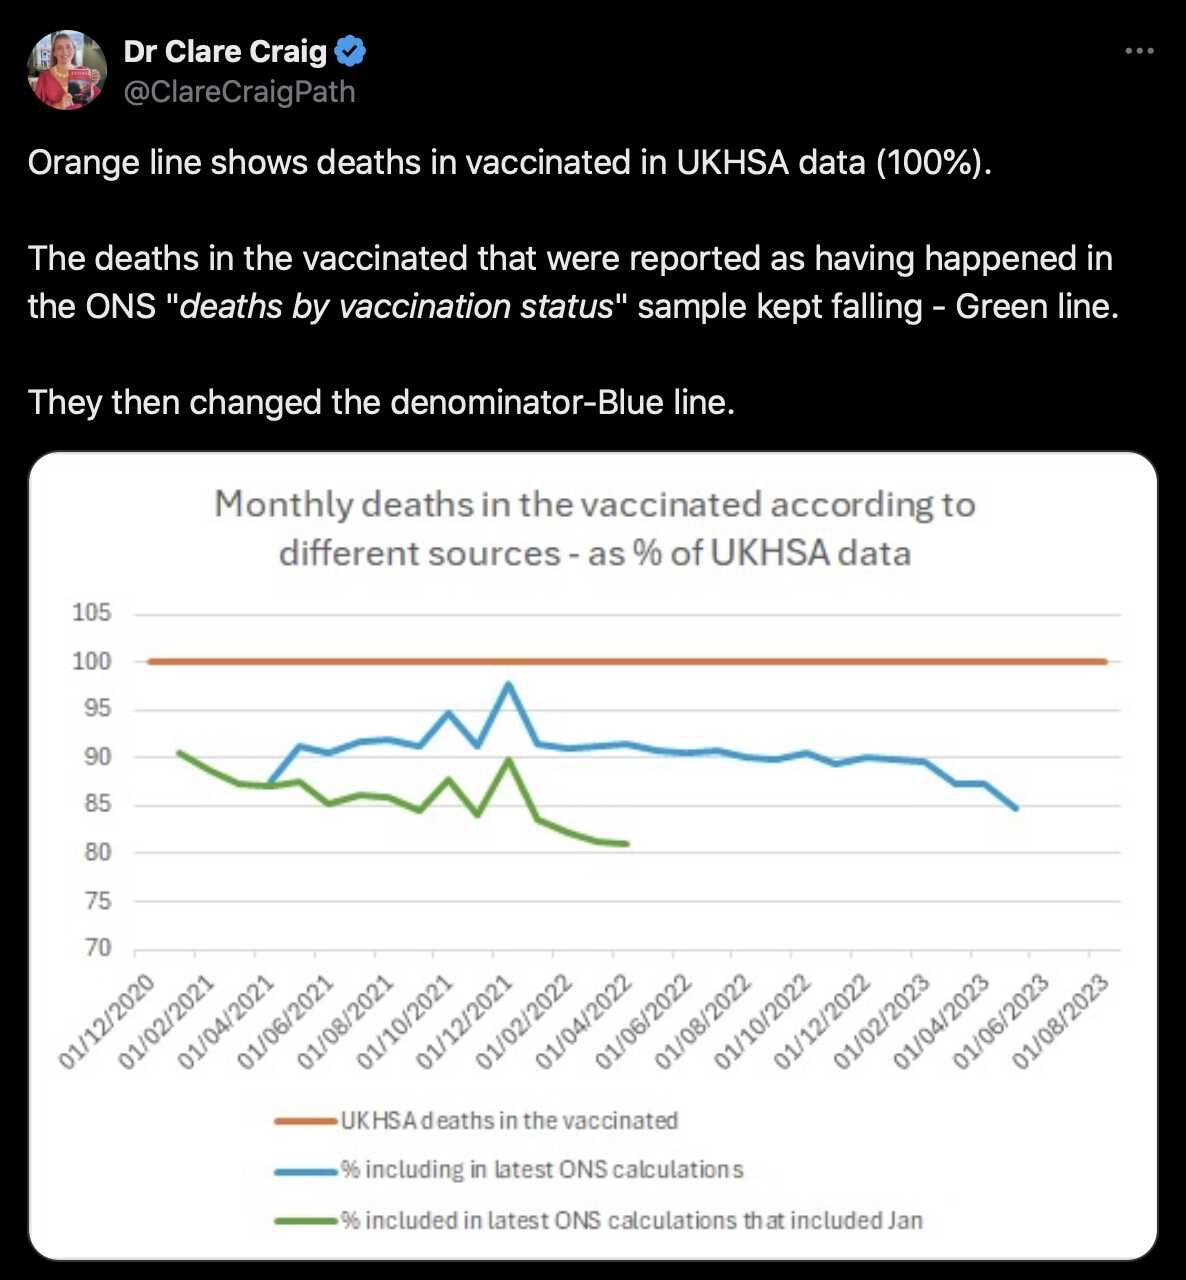 Dr Clare Craig
@ClareCraigPath
Orange line shows deaths in vaccinated in UKHSA data (100%).
The deaths in the vaccinated that were reported as having happened in
the ONS "deaths by vaccination status" sample kept falling - Green line.
They then changed the denominator-Blue line.
Monthly deaths in the vaccinated according to
different sources - as % of UKHSA data
105
100
95
90
85
80
75
70
01/12/2020
01/02/2021
01/04/2021
01/06/2021
01/08/2021
01/10/2021
01/12/2021
01/02/2022
01/04/2022
01/06/2022
01/08/2022
01/10/2022
01/12/2022
01/02/2023
01/04/2023
01/06/2023
01/08/2023
UKHSA deaths in the vaccinated
% including in latest ONS calculations
% included in latest ONS calculations that included Jan